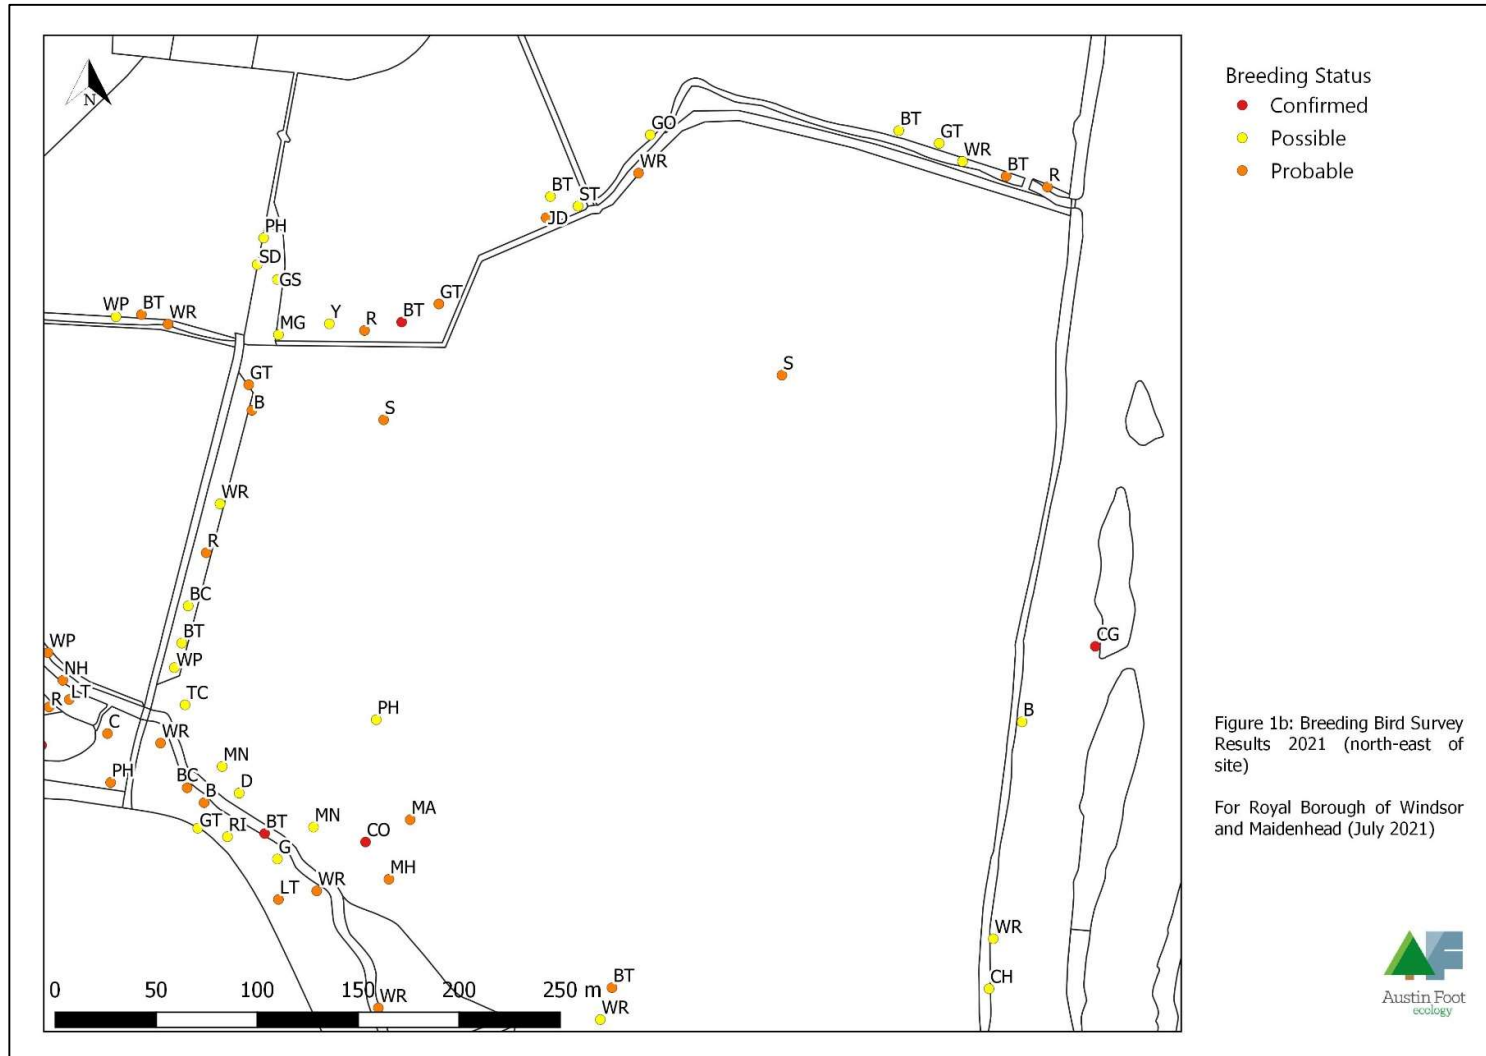 Breeding Status
Confirmed
Possible
Probable
N
GO
BT
GT
WR
BT
R
WR
BT
ST
JD
PH
SD
GS
WP
BT
WR
MG
Y
R
BT
GT
GT
B
S
S
WR
R
BC
BT
WP
WP
NH
LT
R
TC
C
WR
PH
CG
B
PH
MN
D
BC
B
GT
RI
BT
MN
CO
MA
G
MH
LT
WR
WR
CH
BT
WR
WR
0 50 100 150 200 250 m
Figure 1b: Breeding Bird Survey
Results 2021 (north-east of
site)
For Royal Borough of Windsor
and Maidenhead (July 2021)
Austin Foot
ecology